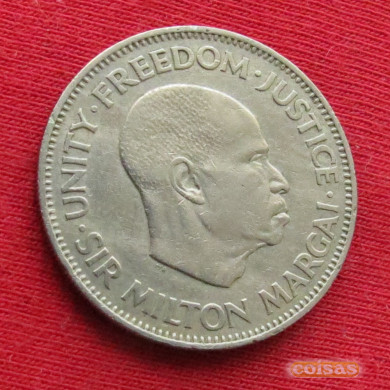 · UNITY · FREEDOM · JUSTICE ·
SIR MILTON MARGAI
coisas